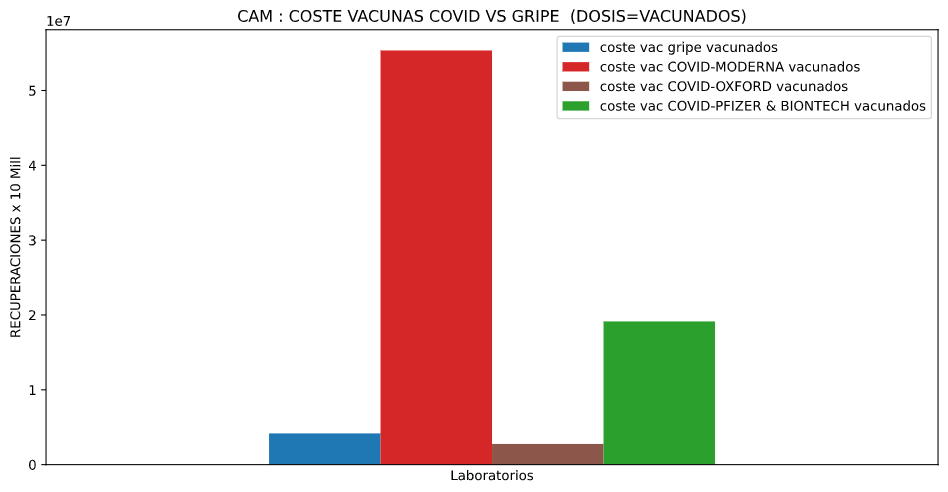 CAM : COSTE VACUNAS COVID VS GRIPE  (DOSIS=VACUNADOS)
1e7
coste vac gripe vacunados
coste vac COVID-MODERNA vacunados
coste vac COVID-OXFORD vacunados
coste vac COVID-PFIZER & BIONTECH vacunados
RECUPERACIONES x 10 Mill
5
4
3
2
1
0
Laboratorios